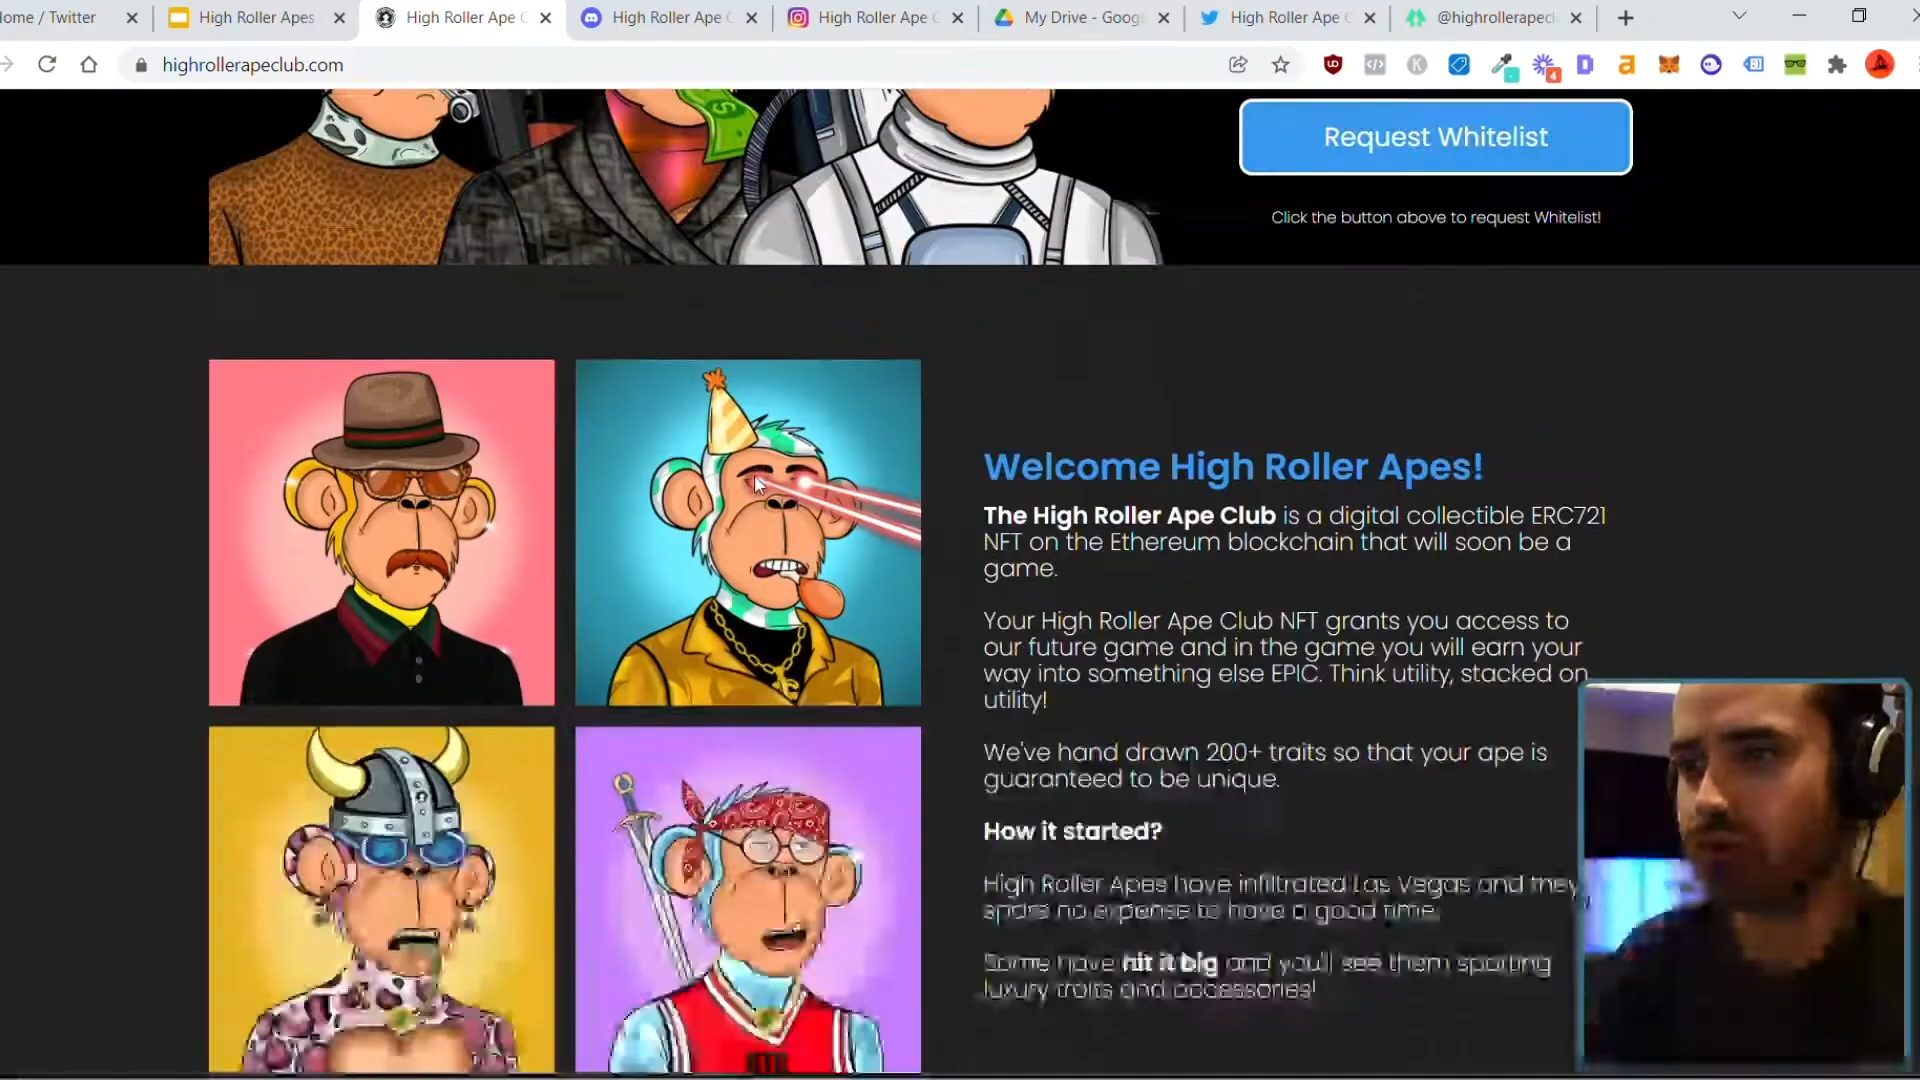 ome / Twitter
High Roller Apes
High Roller Ape C
High Roller Ape C
High Roller Ape C
My Drive - Googl
High Roller Ape C
@highrollerapecl
highrollerapeclub.com
4
Request Whitelist
Click the button above to request Whitelist!
Welcome High Roller Apes!
The High Roller Ape Club is a digital collectible ERC721
NFT on the Ethereum blockchain that will soon be a
game.
Your High Roller Ape Club NFT grants you access to
our future game and in the game you will earn your
way into something else EPIC. Think utility, stacked on
utility!
We've hand drawn 200+ traits so that your ape is
guaranteed to be unique.
How it started?
High Roller Apes have infiltrated Las Vegas and they
spare no expense to have a good time.
Some have hit it big and you'll see them sporting
luxury traits and accessories!